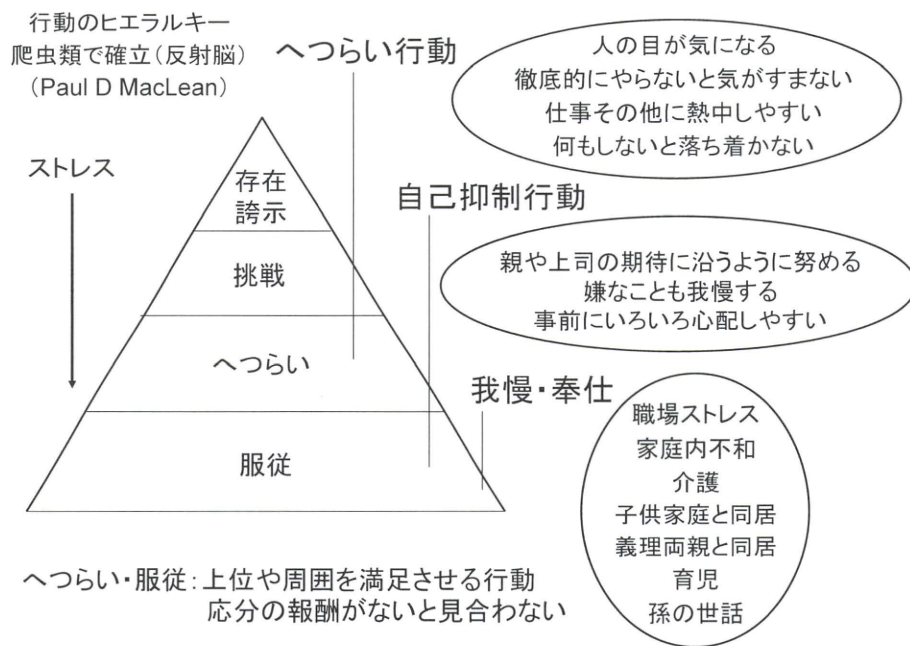 行動のヒエラルキー
爬虫類で確立(反射脳)
(Paul D MacLean)
へつらい行動
人の目が気になる
徹底的にやらないと気がすまない
仕事その他に熱中しやすい
何もしないと落ち着かない
ストレス
存在
誇示
挑戦
へつらい
服従
自己抑制行動
親や上司の期待に沿うように努める
嫌なことも我慢する
事前にいろいろ心配しやすい
我慢・奉仕
職場ストレス
家庭内不和
介護
子供家庭と同居
義理両親と同居
育児
孫の世話
へつらい・服従:上位や周囲を満足させる行動
応分の報酬がないと見合わない